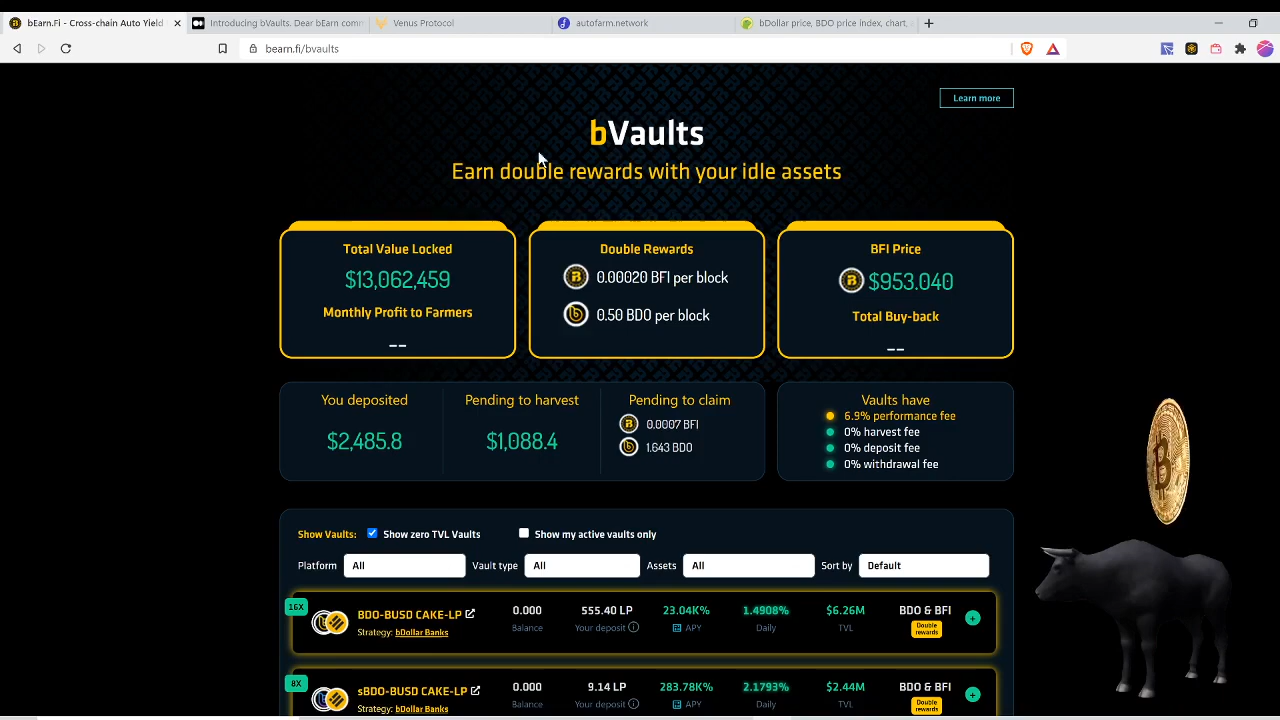 bEarn.Fi - Cross-chain Auto Yield
Introducing bVaults. Dear bEarn comm
Venus Protocol
autofarm.network
bDollar price, BDO price index, chart,
bearn.fi/bvaults
Learn more
bVaults
Earn double rewards with your idle assets
Total Value Locked
$13,062,459
Monthly Profit to Farmers
--
Double Rewards
0.00020 BFI per block
0.50 BDO per block
BFI Price
$953.040
Total Buy-back
--
You deposited
$2,485.8
Pending to harvest
$1,088.4
Pending to claim
0.0007 BFI
1.643 BDO
Vaults have
6.9% performance fee
0% harvest fee
0% deposit fee
0% withdrawal fee
Show Vaults: Show zero TVL Vaults Show my active vaults only
Platform All Vault type All Assets All Sort by Default
16X
BDO-BUSD CAKE-LP 0.000 555.40 LP 23.04K% 1.4908% $6.26M BDO & BFI
Strategy: bDollar Banks Balance Your deposit APY Daily TVL Double rewards
8X
sBDO-BUSD CAKE-LP 0.000 9.14 LP 283.78K% 2.1793% $2.44M BDO & BFI
Strategy: bDollar Banks Balance Your deposit APY Daily TVL Double rewards